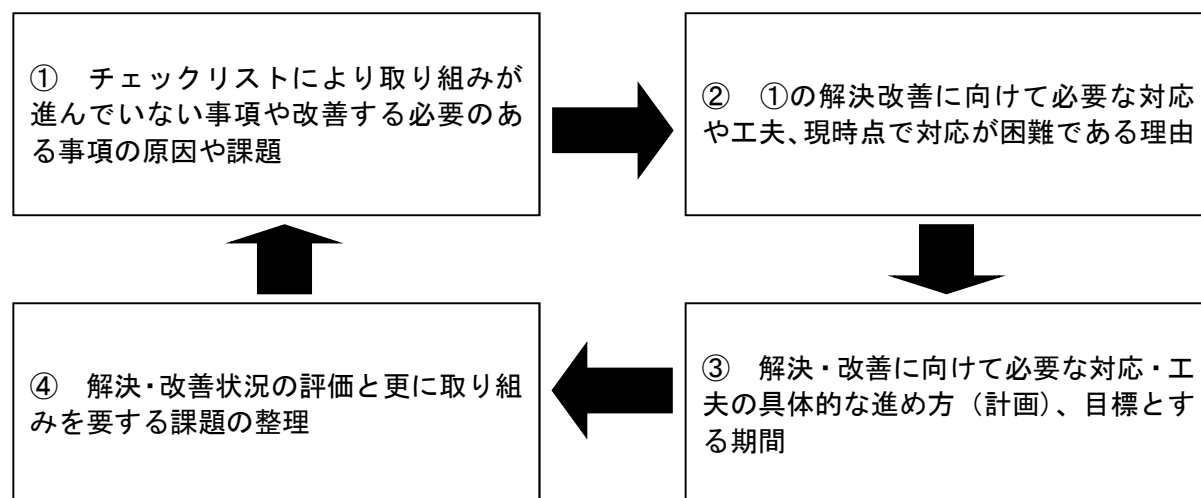 ① チェックリストにより取り組みが
進んでいない事項や改善する必要のあ
る事項の原因や課題
② ①の解決改善に向けて必要な対応
や工夫、現時点で対応が困難である理由
③ 解決・改善に向けて必要な対応・工
夫の具体的な進め方（計画）、目標とす
る期間
④ 解決・改善状況の評価と更に取り組
みを要する課題の整理